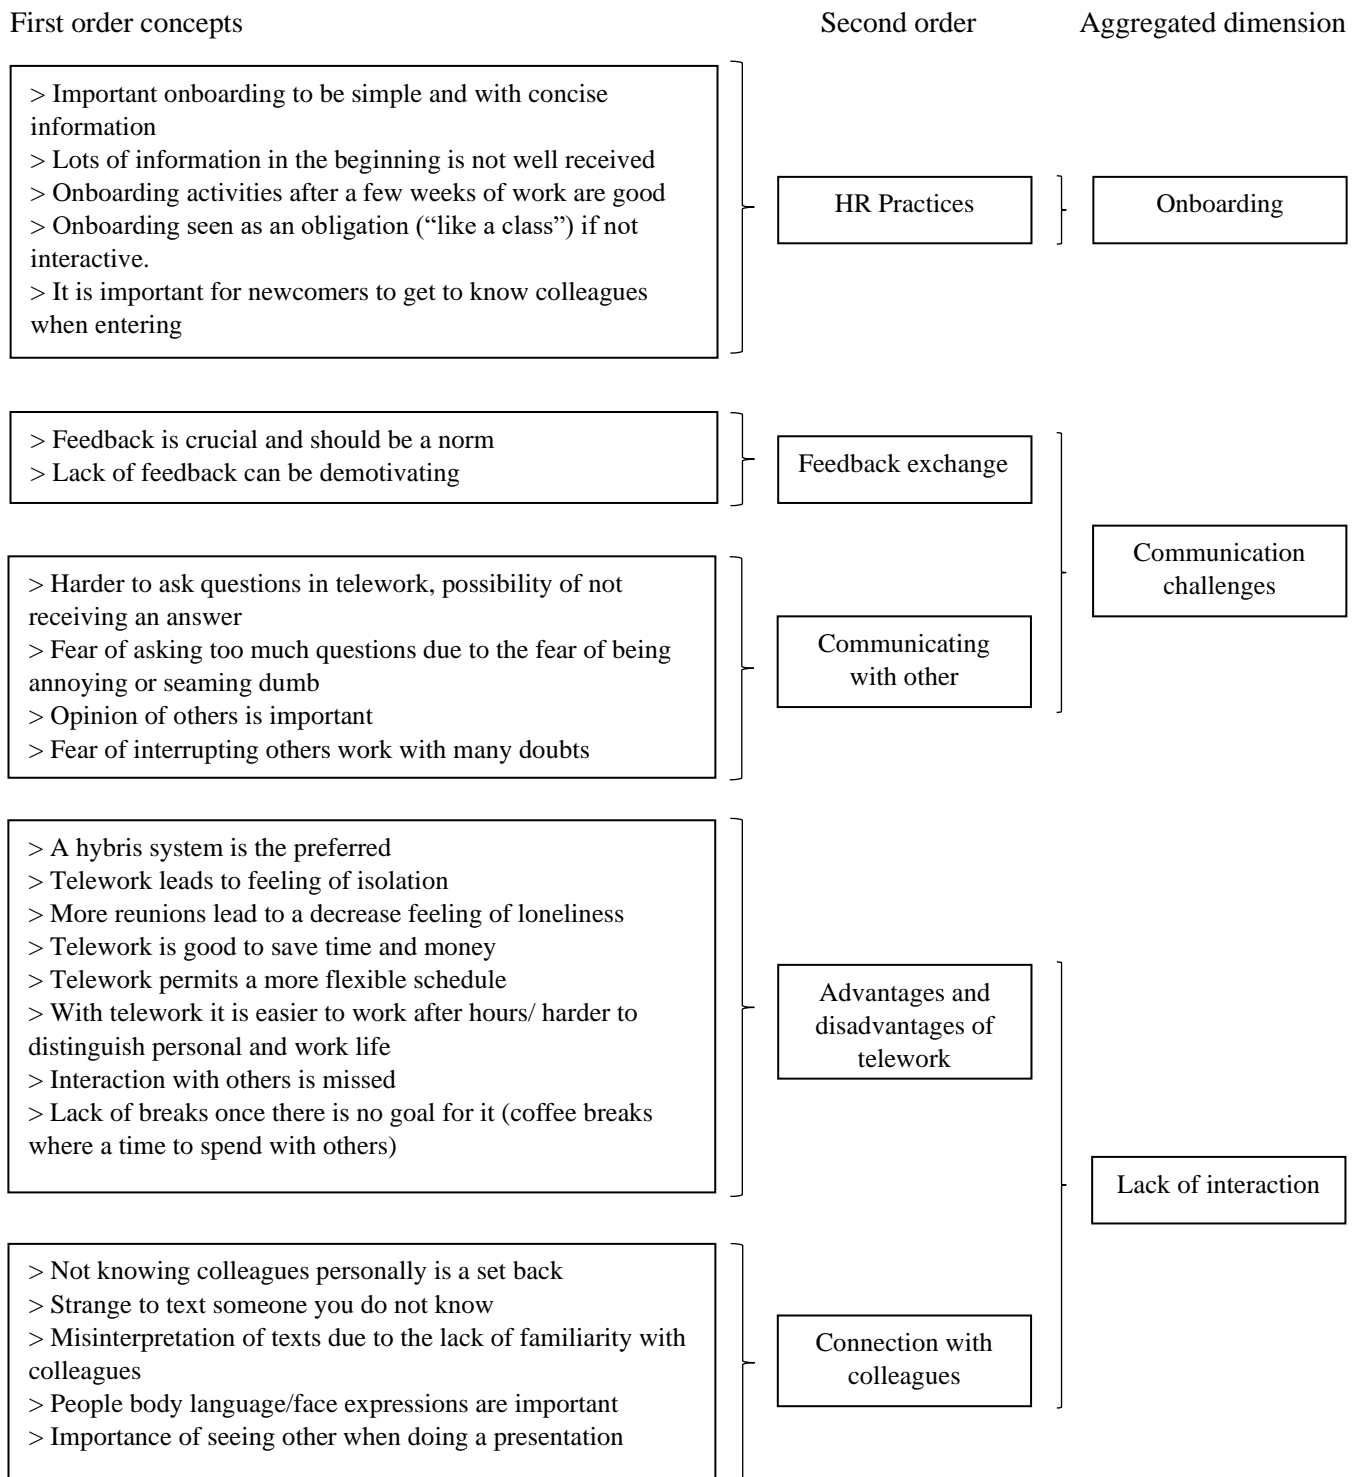 First order concepts
Second order
Aggregated dimension
> Important onboarding to be simple and with concise
information
> Lots of information in the beginning is not well received
> Onboarding activities after a few weeks of work are good
> Onboarding seen as an obligation (“like a class”) if not
interactive.
> It is important for newcomers to get to know colleagues
when entering
HR Practices
Onboarding
> Feedback is crucial and should be a norm
> Lack of feedback can be demotivating
Feedback exchange
> Harder to ask questions in telework, possibility of not
receiving an answer
> Fear of asking too much questions due to the fear of being
annoying or seaming dumb
> Opinion of others is important
> Fear of interrupting others work with many doubts
Communicating
with other
Communication
challenges
> A hybris system is the preferred
> Telework leads to feeling of isolation
> More reunions lead to a decrease feeling of loneliness
> Telework is good to save time and money
> Telework permits a more flexible schedule
> With telework it is easier to work after hours/ harder to
distinguish personal and work life
> Interaction with others is missed
> Lack of breaks once there is no goal for it (coffee breaks
where a time to spend with others)
Advantages and
disadvantages of
telework
> Not knowing colleagues personally is a set back
> Strange to text someone you do not know
> Misinterpretation of texts due to the lack of familiarity with
colleagues
> People body language/face expressions are important
> Importance of seeing other when doing a presentation
Connection with
colleagues
Lack of interaction